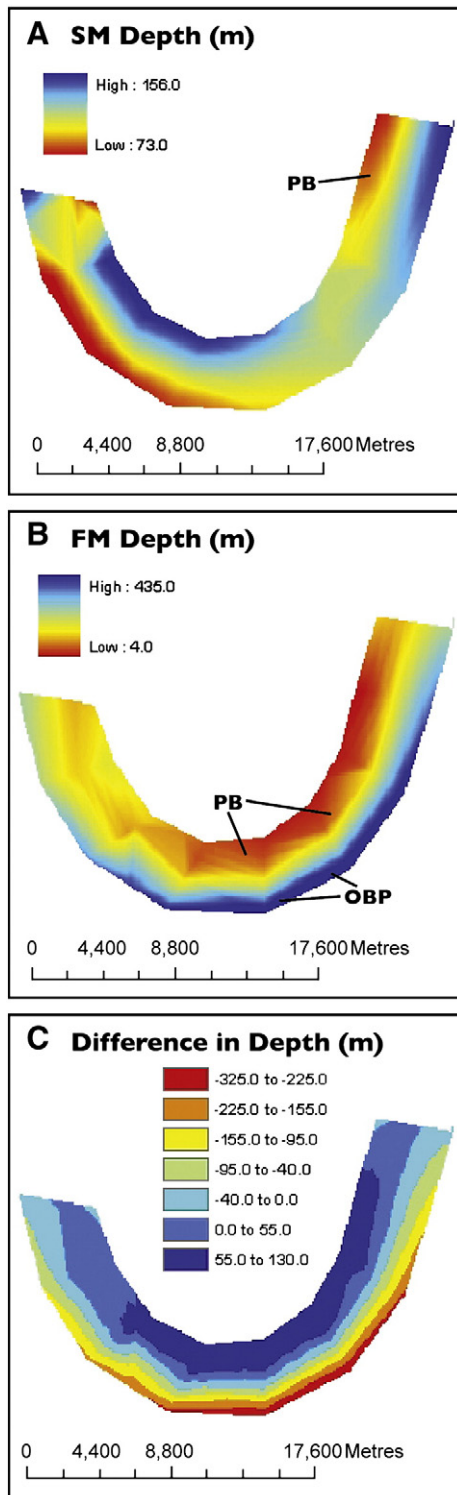 A SM Depth (m)
High : 156.0
Low : 73.0
PB
0 4,400 8,800 17,600 Metres
B FM Depth (m)
High : 435.0
Low : 4.0
PB
OBP
0 4,400 8,800 17,600 Metres
C Difference in Depth (m)
-325.0 to -225.0
-225.0 to -155.0
-155.0 to -95.0
-95.0 to -40.0
-40.0 to 0.0
0.0 to 55.0
55.0 to 130.0
0 4,400 8,800 17,600 Metres